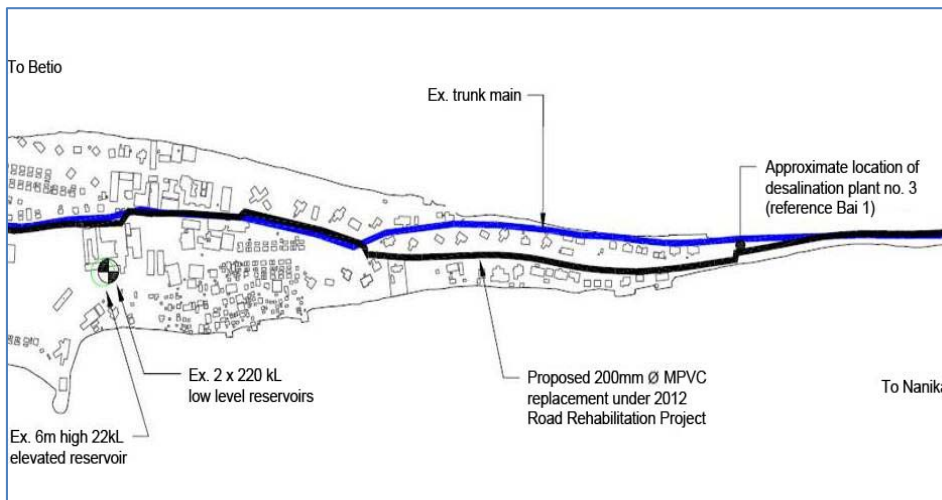 To Betio
Ex. trunk main
Approximate location of
desalination plant no. 3
(reference Bai 1)
Ex. 2 x 220 kL
low level reservoirs
Proposed 200mm Ø MPVC
replacement under 2012
Road Rehabilitation Project
To Nanika
Ex. 6m high 22kL
elevated reservoir